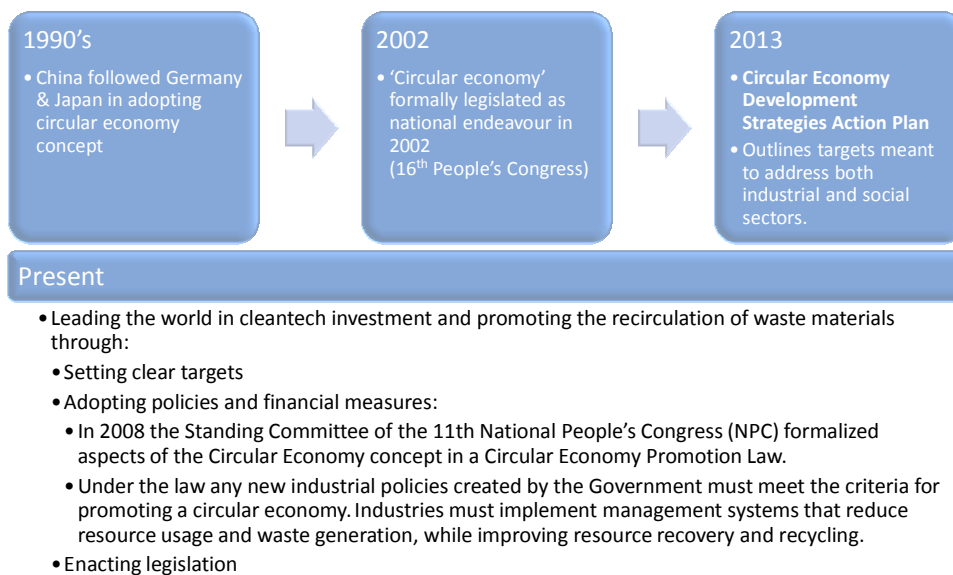 1990's
• China followed Germany
& Japan in adopting
circular economy
concept
2002
• 'Circular economy'
formally legislated as
national endeavour in
2002
(16th People's Congress)
2013
• Circular Economy
Development
Strategies Action Plan
• Outlines targets meant
to address both
industrial and social
sectors.
Present
• Leading the world in cleantech investment and promoting the recirculation of waste materials
through:
• Setting clear targets
• Adopting policies and financial measures:
• In 2008 the Standing Committee of the 11th National People's Congress (NPC) formalized
aspects of the Circular Economy concept in a Circular Economy Promotion Law.
• Under the law any new industrial policies created by the Government must meet the criteria for
promoting a circular economy. Industries must implement management systems that reduce
resource usage and waste generation, while improving resource recovery and recycling.
• Enacting legislation